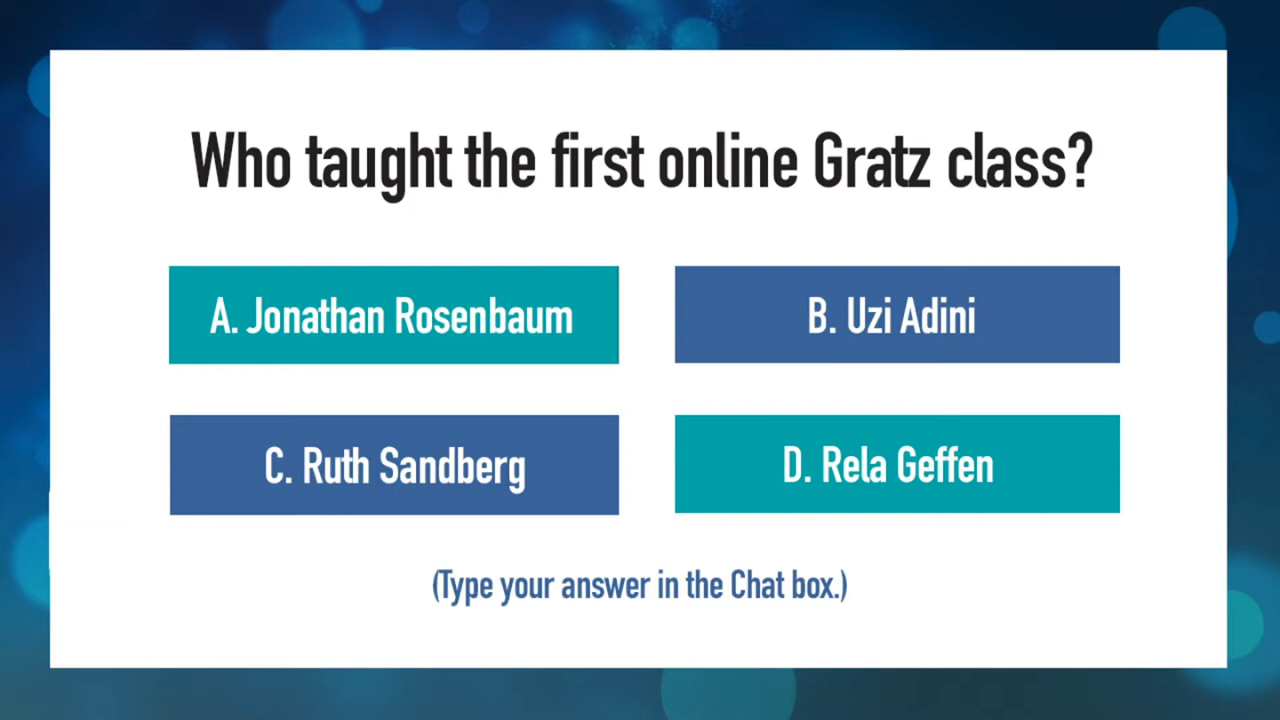 Who taught the first online Gratz class?
A. Jonathan Rosenbaum
B. Uzi Adini
C. Ruth Sandberg
D. Rela Geffen
(Type your answer in the Chat box.)